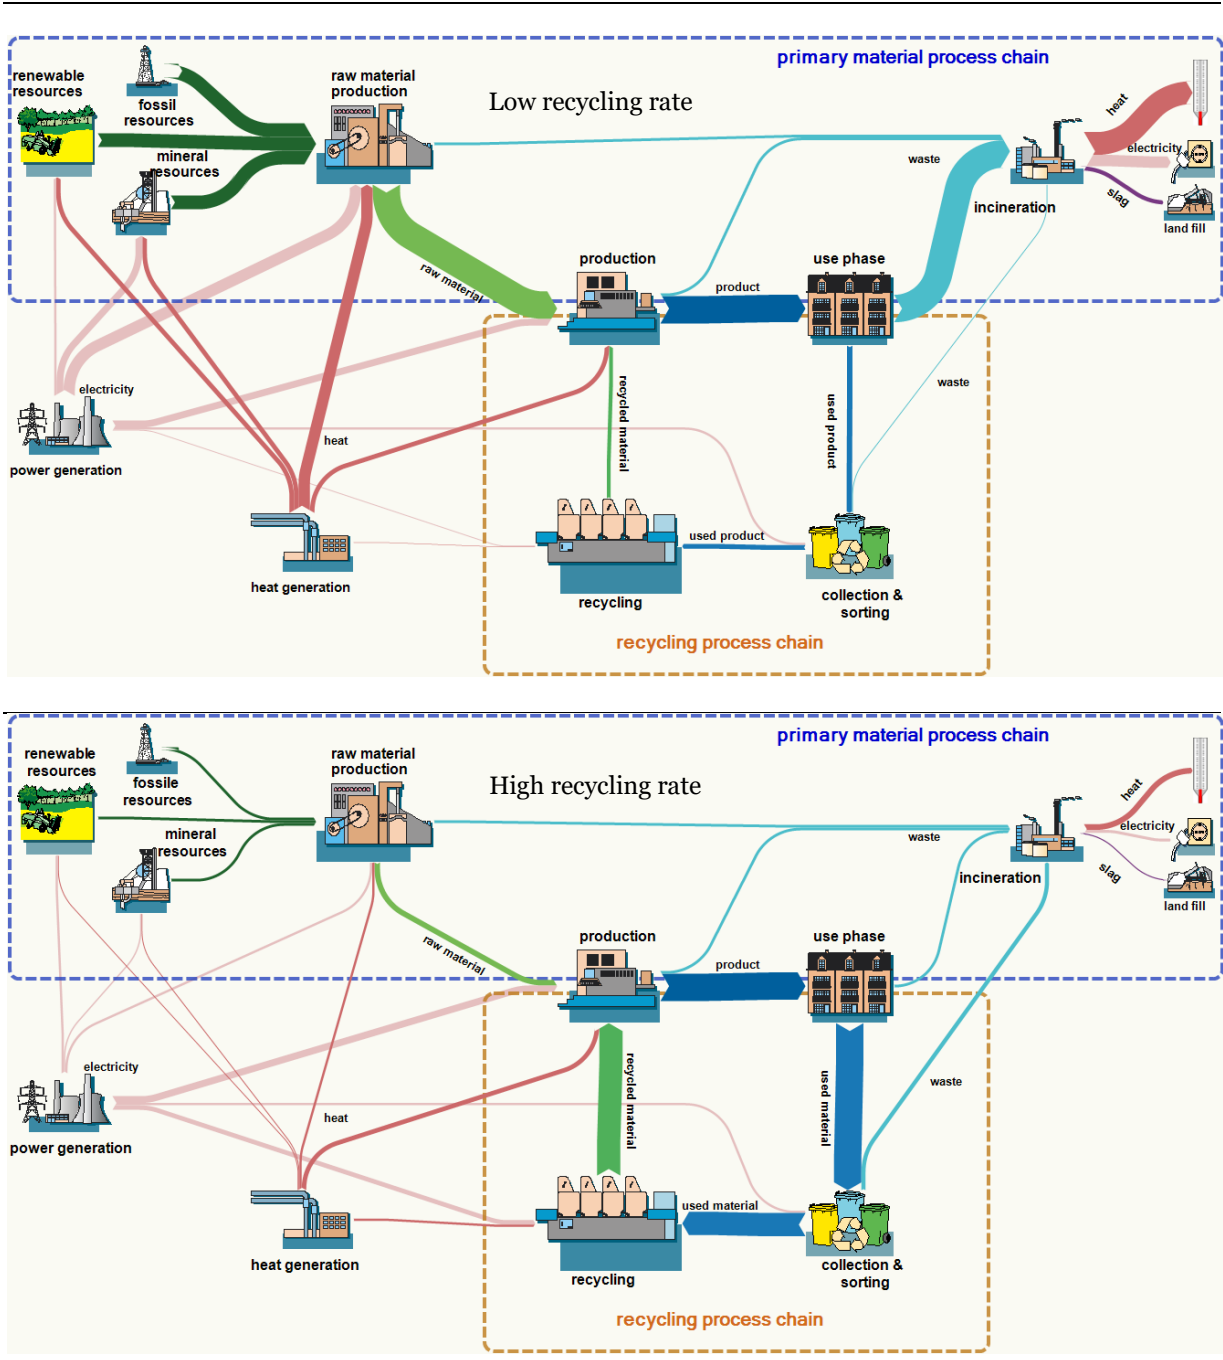 primary material process chain
renewable
resources
fossil
resources
mineral
resources
raw material
production
Low recycling rate
waste
incineration
heat
electricity
slag
land fill
raw material
production
product
use phase
electricity
power generation
heat
heat generation
recycled material
used product
waste
used product
recycling
collection &
sorting
recycling process chain
primary material process chain
renewable
resources
fossile
resources
mineral
resources
raw material
production
High recycling rate
waste
incineration
heat
electricity
slag
land fill
raw material
production
product
use phase
electricity
power generation
heat
heat generation
recycled material
used material
waste
used material
recycling
collection &
sorting
recycling process chain